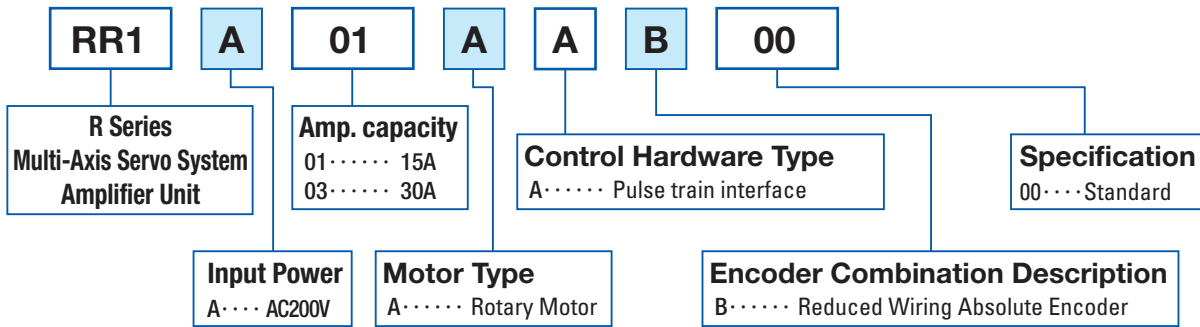 RR1 A 01 A A B 00
R Series
Multi-Axis Servo System
Amplifier Unit
Amp. capacity
01······ 15A
03······ 30A
Control Hardware Type
A······ Pulse train interface
Specification
00····Standard
Input Power
A···· AC200V
Motor Type
A······ Rotary Motor
Encoder Combination Description
B······ Reduced Wiring Absolute Encoder